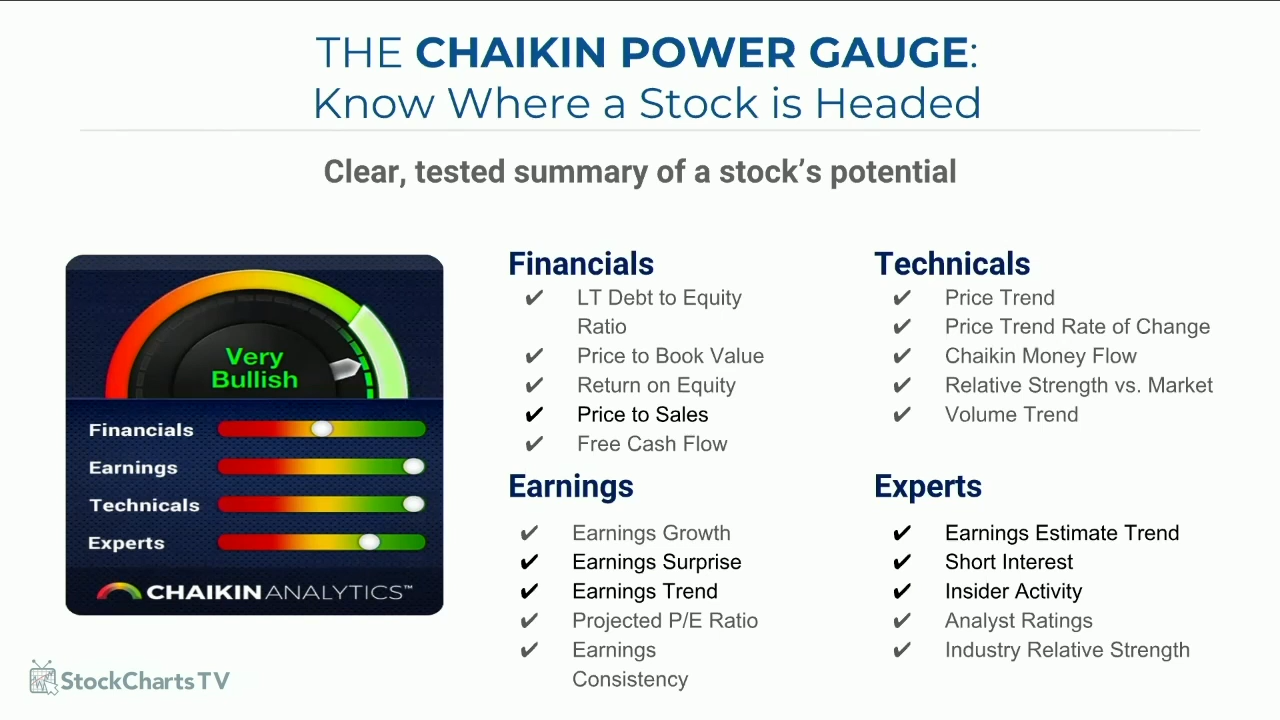 THE CHAIKIN POWER GAUGE:
Know Where a Stock is Headed
Clear, tested summary of a stock’s potential
Very
Bullish
Financials
Earnings
Technicals
Experts
CHAIKIN ANALYTICS™
Financials
✔ LT Debt to Equity
Ratio
✔ Price to Book Value
✔ Return on Equity
✔ Price to Sales
✔ Free Cash Flow
Technicals
✔ Price Trend
✔ Price Trend Rate of Change
✔ Chaikin Money Flow
✔ Relative Strength vs. Market
✔ Volume Trend
Earnings
✔ Earnings Growth
✔ Earnings Surprise
✔ Earnings Trend
✔ Projected P/E Ratio
✔ Earnings
Consistency
Experts
✔ Earnings Estimate Trend
✔ Short Interest
✔ Insider Activity
✔ Analyst Ratings
✔ Industry Relative Strength
StockCharts TV